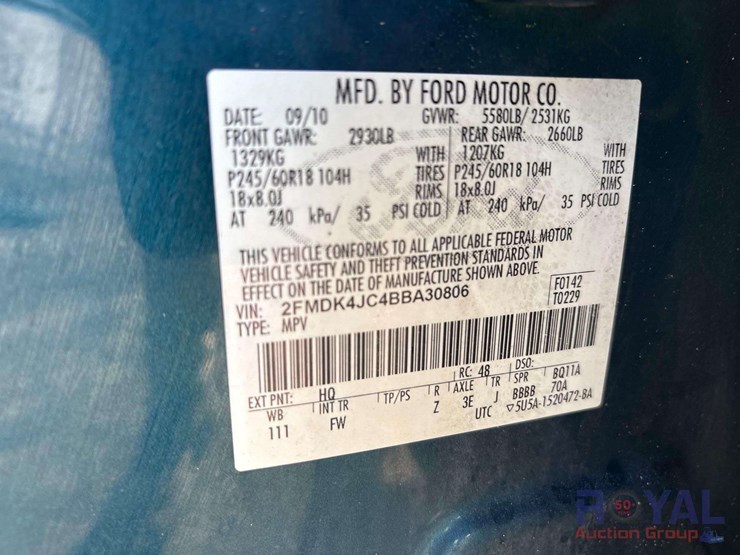 MFD. BY FORD MOTOR CO.
DATE: 09/10 GVWR: 5580LB/ 2531KG
FRONT GAWR: 2930LB REAR GAWR: 2660LB
1329KG WITH 1207KG WITH
P245/60R18 104H TIRES P245/60R18 104H TIRES
18x8.0J RIMS 18x8.0J RIMS
AT 240 kPa/ 35 PSI COLD AT 240 kPa/ 35 PSI COLD
THIS VEHICLE CONFORMS TO ALL APPLICABLE FEDERAL MOTOR
VEHICLE SAFETY AND THEFT PREVENTION STANDARDS IN
EFFECT ON THE DATE OF MANUFACTURE SHOWN ABOVE.
VIN: 2FMDK4JC4BBA30806 F0142
TYPE: MPV T0229
EXT PNT: HQ RC: 48 DSO:
WB INT TR TP/PS R AXLE TR SPR BQ11A
111 FW Z 3E J BBBB 70A
UTC ▽5U5A-1520472-BA
ROYAL
50
Auction Group